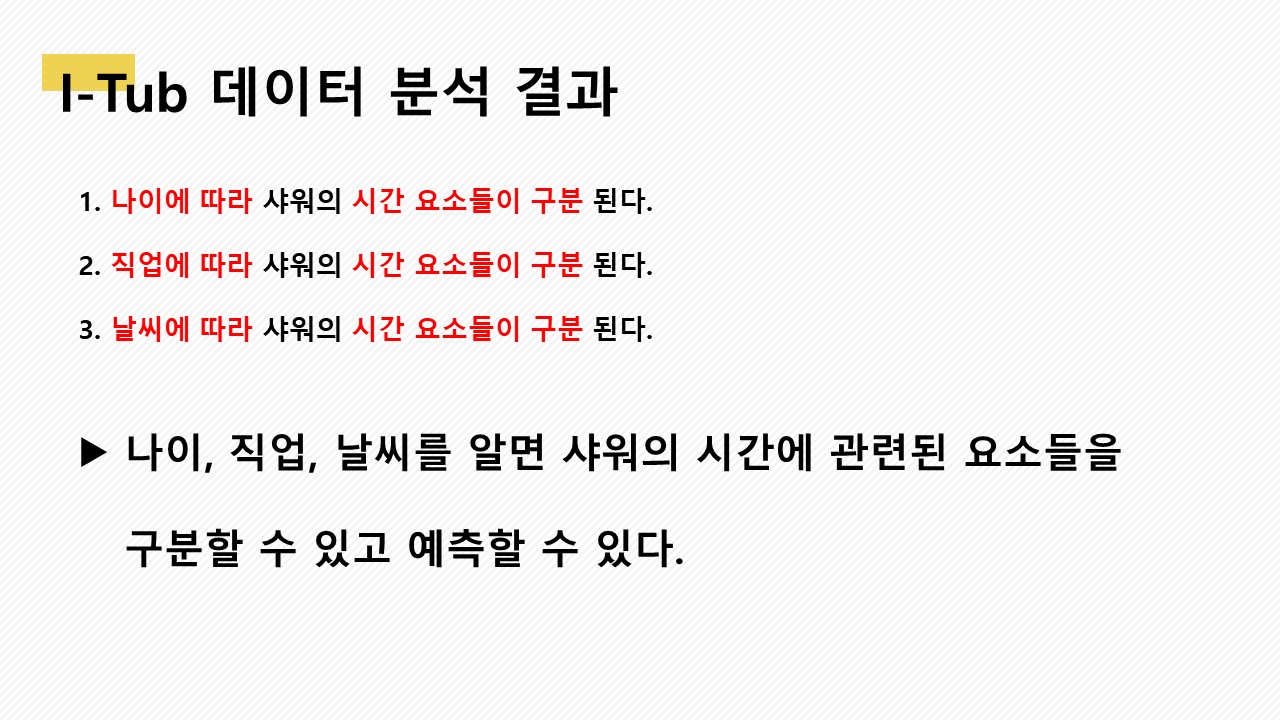 I-Tub 데이터 분석 결과
1. 나이에 따라 샤워의 시간 요소들이 구분 된다.
2. 직업에 따라 샤워의 시간 요소들이 구분 된다.
3. 날씨에 따라 샤워의 시간 요소들이 구분 된다.
▶ 나이, 직업, 날씨를 알면 샤워의 시간에 관련된 요소들을
구분할 수 있고 예측할 수 있다.